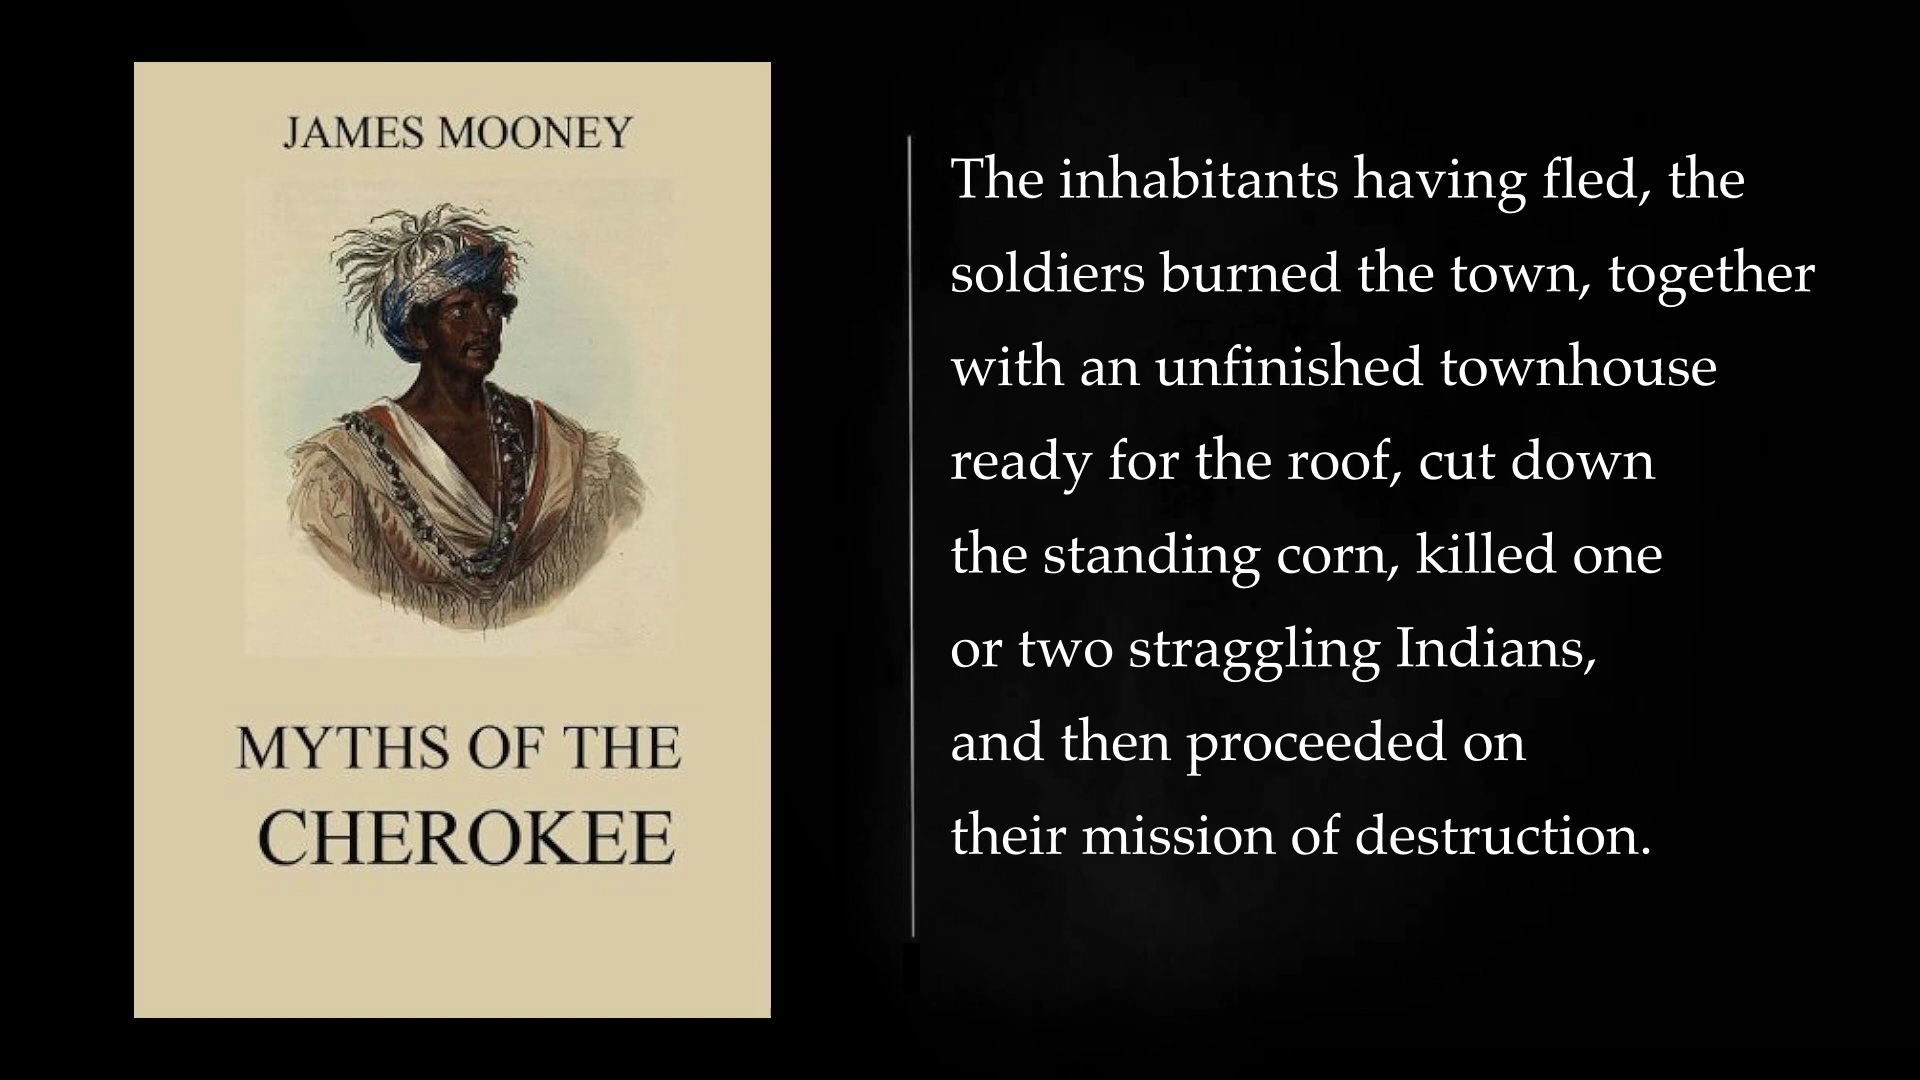 JAMES MOONEY
MYTHS OF THE
CHEROKEE
The inhabitants having fled, the
soldiers burned the town, together
with an unfinished townhouse
ready for the roof, cut down
the standing corn, killed one
or two straggling Indians,
and then proceeded on
their mission of destruction.